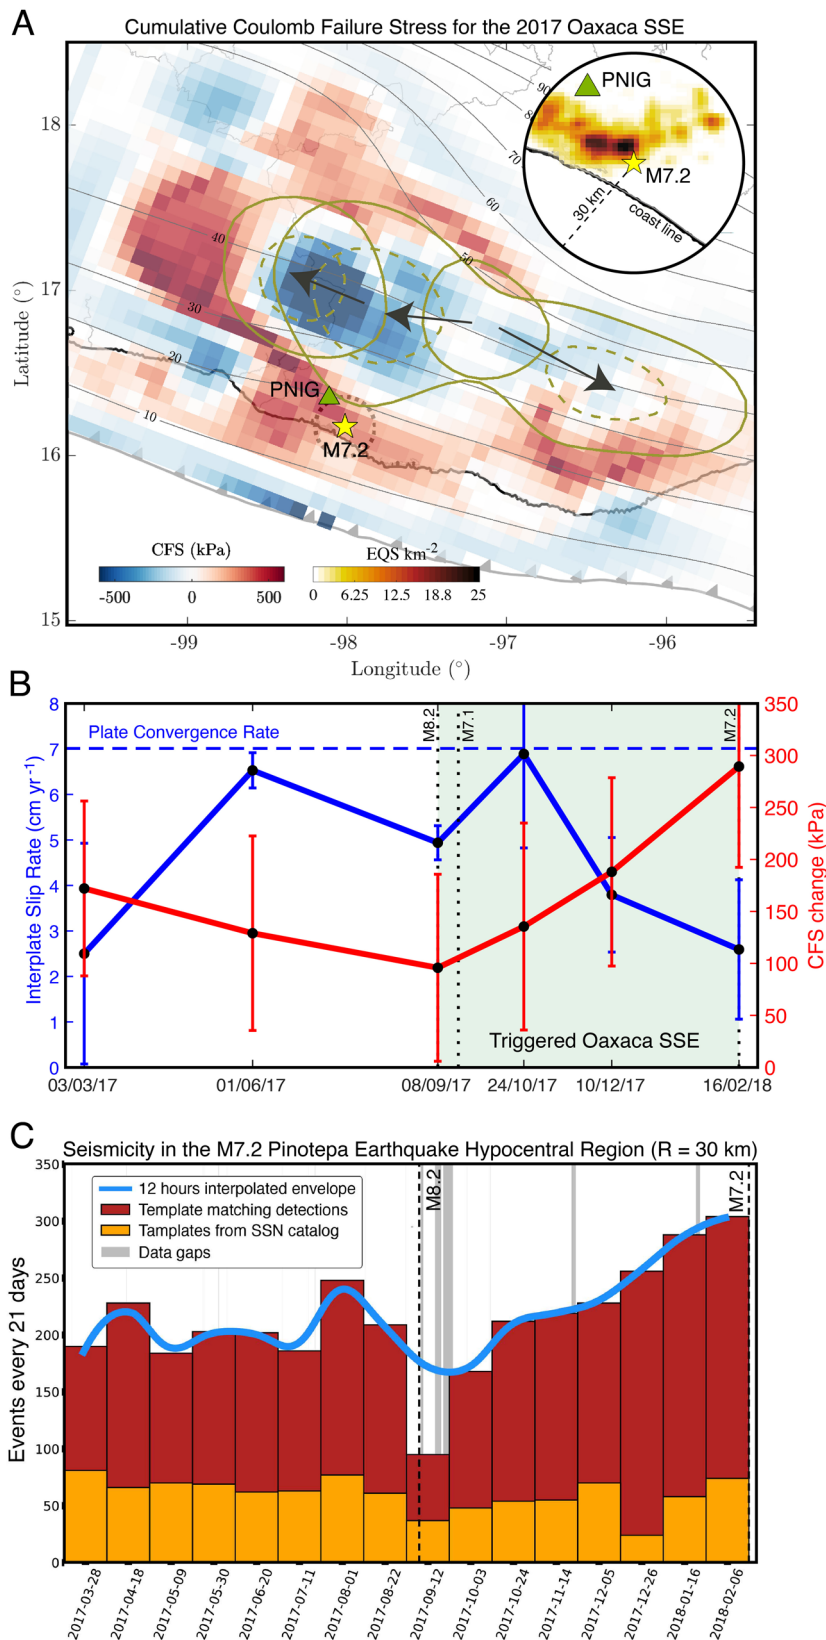 A
Cumulative Coulomb Failure Stress for the 2017 Oaxaca SSE
Latitude (°)
18
17
16
15
-99
-98
-97
-96
Longitude (°)
PNIG
M7.2
30 km
coast line
90
8
70
60
50
40
30
20
10
PNIG
M7.2
CFS (kPa)
-500
0
500
EQS km-2
0
6.25
12.5
18.8
25
B
Interplate Slip Rate (cm yr-1)
8
7
6
5
4
3
2
1
0
Plate Convergence Rate
M8.2
M7.1
M7.2
Triggered Oaxaca SSE
350
300
250
200
150
100
50
0
CFS change (kPa)
03/03/17
01/06/17
08/09/17
24/10/17
10/12/17
16/02/18
C
Seismicity in the M7.2 Pinotepa Earthquake Hypocentral Region (R = 30 km)
Events every 21 days
350
300
250
200
150
100
50
0
12 hours interpolated envelope
Template matching detections
Tamplates from SSN catalog
Data gaps
M8.2
M7.2
2017-03-28
2017-04-18
2017-05-09
2017-05-30
2017-06-20
2017-07-11
2017-08-01
2017-08-22
2017-09-12
2017-10-03
2017-10-24
2017-11-14
2017-12-05
2017-12-26
2018-01-16
2018-02-06